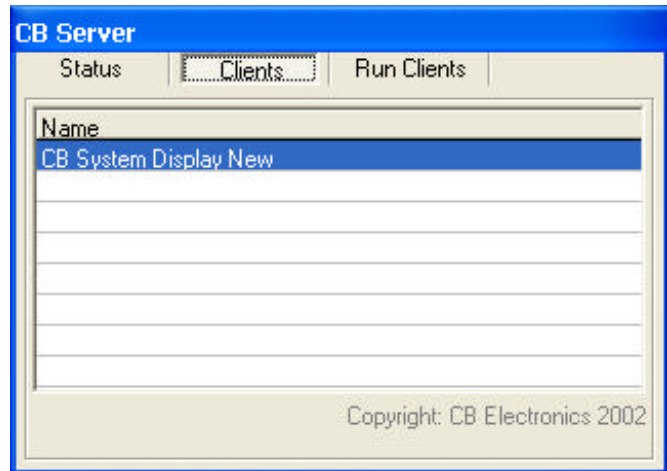 CB Server
Status Clients Run Clients
Name
CB System Display New
Copyright: CB Electronics 2002